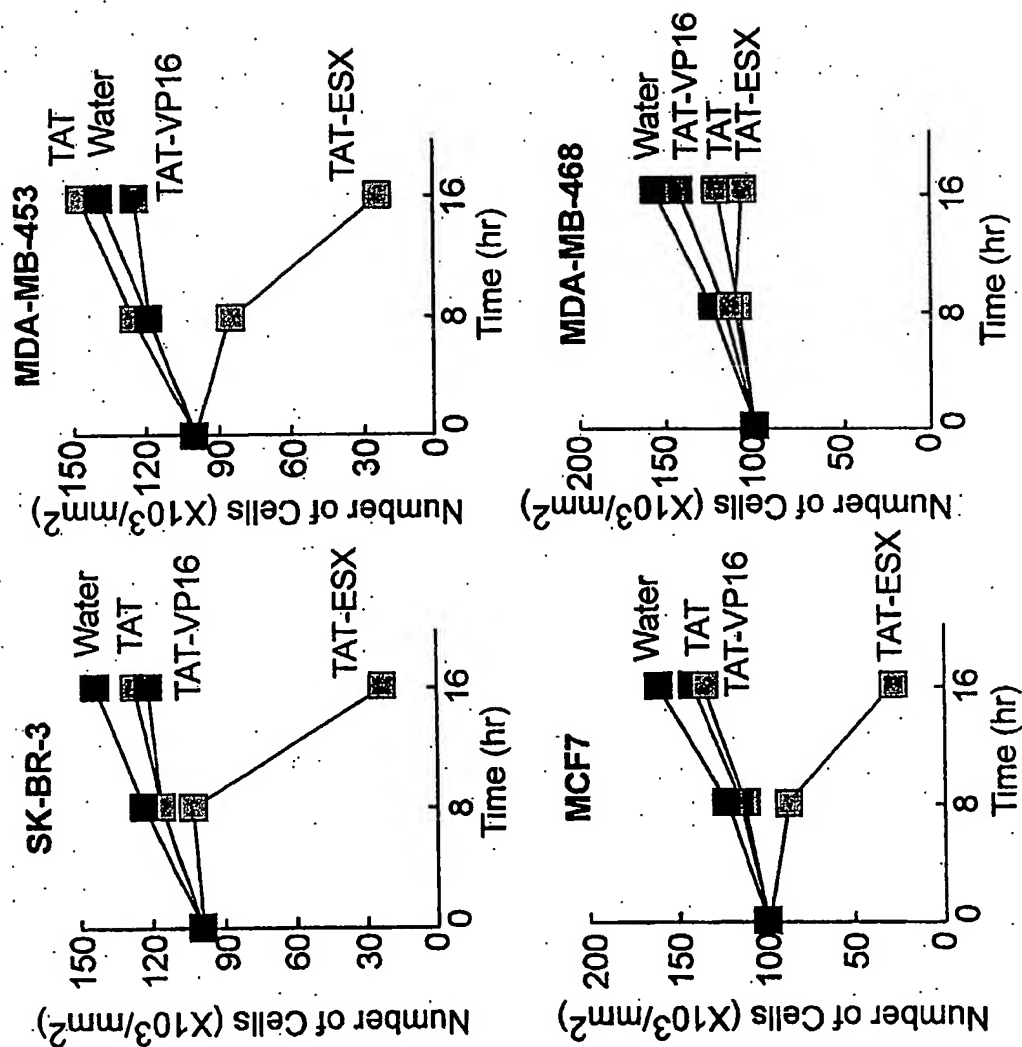 SK-BR-3
Number of Cells (X103/mm2)
150
120
90
60
30
0
0
8
16
Time (hr)
Water
TAT
TAT-VP16
TAT-ESX
MDA-MB-453
Number of Cells (X103/mm2)
150
120
90
60
30
0
0
8
16
Time (hr)
TAT
Water
TAT-VP16
TAT-ESX
MCF7
Number of Cells (X103/mm2)
200
150
100
50
0
0
8
16
Time (hr)
Water
TAT
TAT-VP16
TAT-ESX
MDA-MB-468
Number of Cells (X103/mm2)
200
150
100
50
0
0
8
16
Time (hr)
Water
TAT-VP16
TAT
TAT-ESX